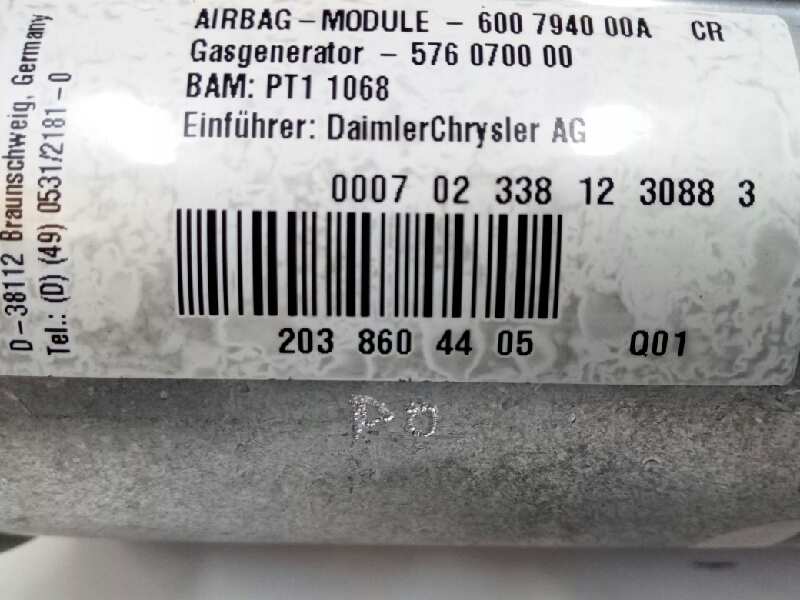 AIRBAG-MODULE - 600 7940 00A CR
Gasgenerator - 576 0700 00
BAM: PT1 1068
Einführer: DaimlerChrysler AG
0007 02 338 12 3088 3
203 860 44 05 Q01
D-38112 Braunschweig, Germany
Tel.: (D) (49) 0531/2181-0